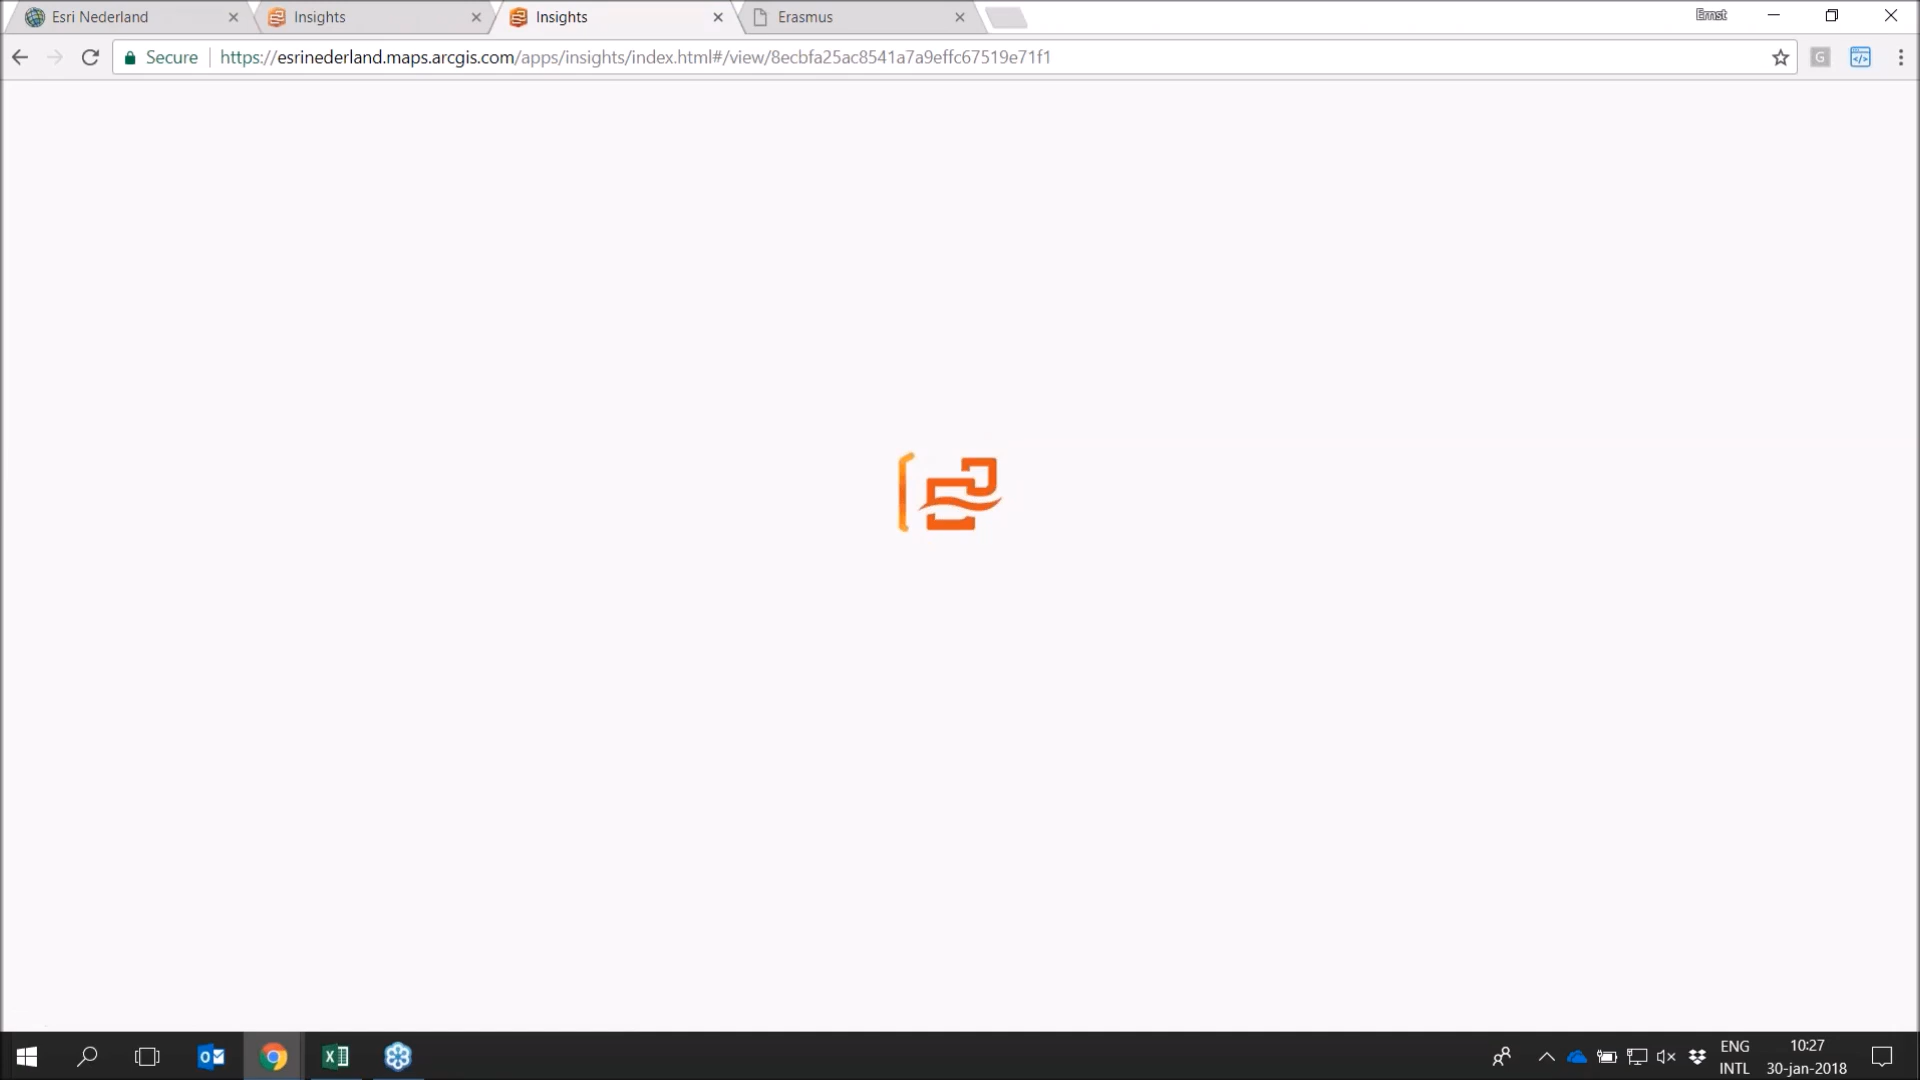 Esri Nederland
Insights
Insights
Erasmus
Ernst
Secure
https://esrinederland.maps.arcgis.com/apps/insights/index.html#/view/8ecbfa25ac8541a7a9effc67519e71f1
G
ENG
INTL
10:27
30-jan-2018